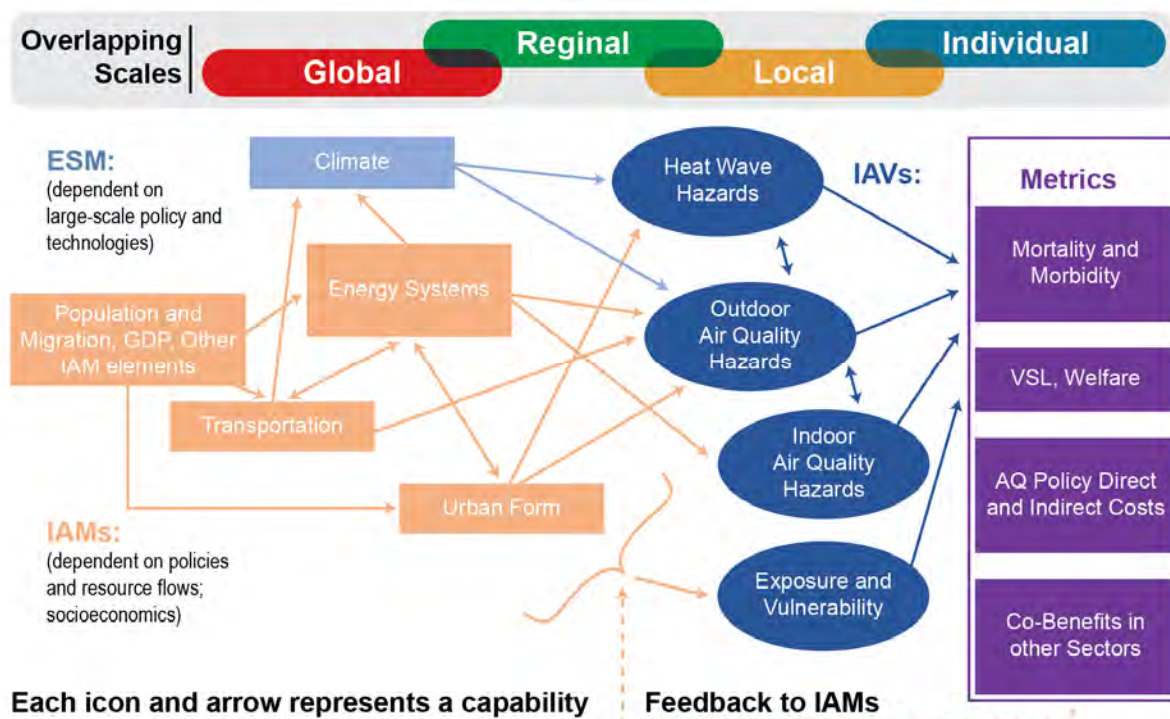 Overlapping
Scales
Global
Reginal
Local
Individual
ESM:
(dependent on
large-scale policy and
technologies)
Climate
Heat Wave
Hazards
IAVs:
Metrics
Energy Systems
Mortality and
Morbidity
Population and
Migration, GDP, Other
IAM elements
Outdoor
Air Quality
Hazards
VSL, Welfare
Transportation
Indoor
Air Quality
Hazards
AQ Policy Direct
and Indirect Costs
Urban Form
IAMs:
(dependent on policies
and resource flows;
socioeconomics)
Exposure and
Vulnerability
Co-Benefits in
other Sectors
Each icon and arrow represents a capability
Feedback to IAMs